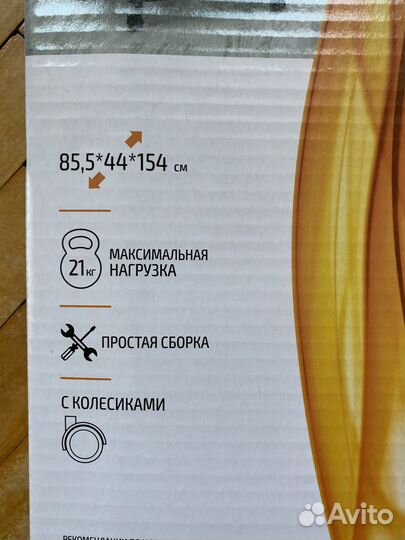 85,5*44*154 см
21кг
МАКСИМАЛЬНАЯ
НАГРУЗКА
ПРОСТАЯ СБОРКА
С КОЛЕСИКАМИ
Avito